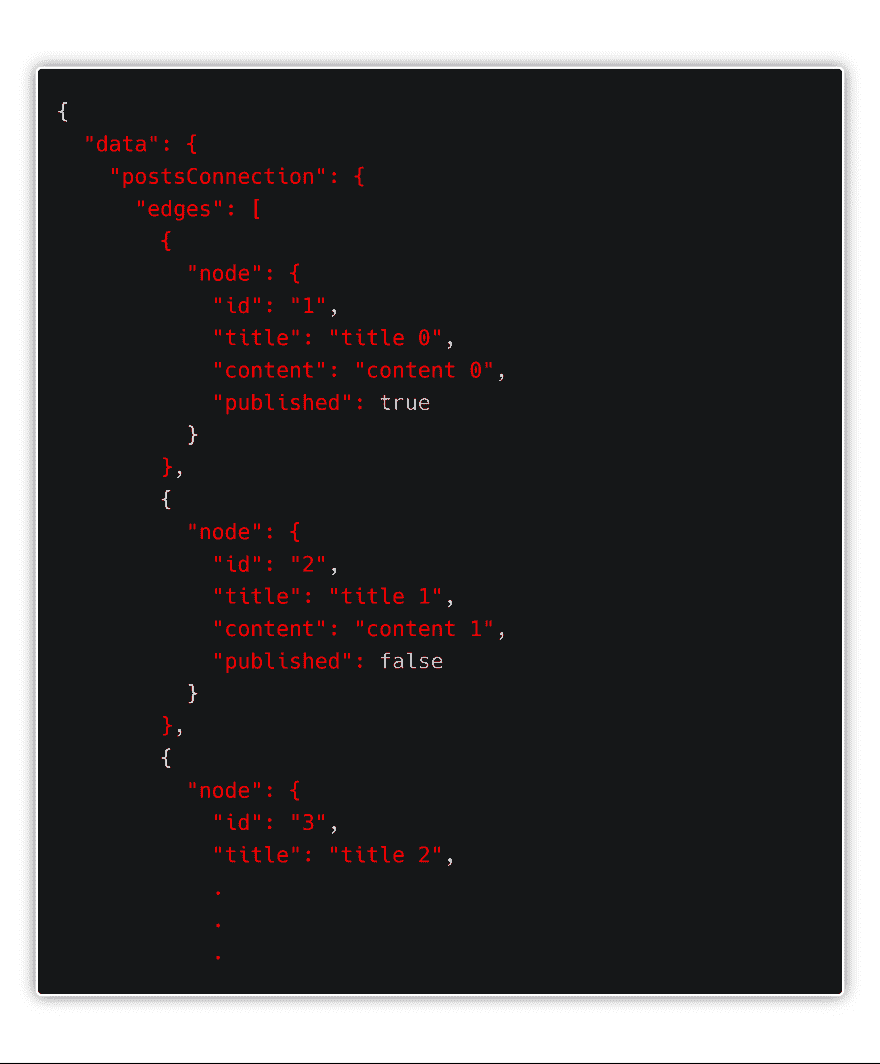 {
  "data": {
    "postsConnection": {
      "edges": [
        {
          "node": {
            "id": "1",
            "title": "title 0",
            "content": "content 0",
            "published": true
          }
        },
        {
          "node": {
            "id": "2",
            "title": "title 1",
            "content": "content 1",
            "published": false
          }
        },
        {
          "node": {
            "id": "3",
            "title": "title 2",
            .
            .
            .